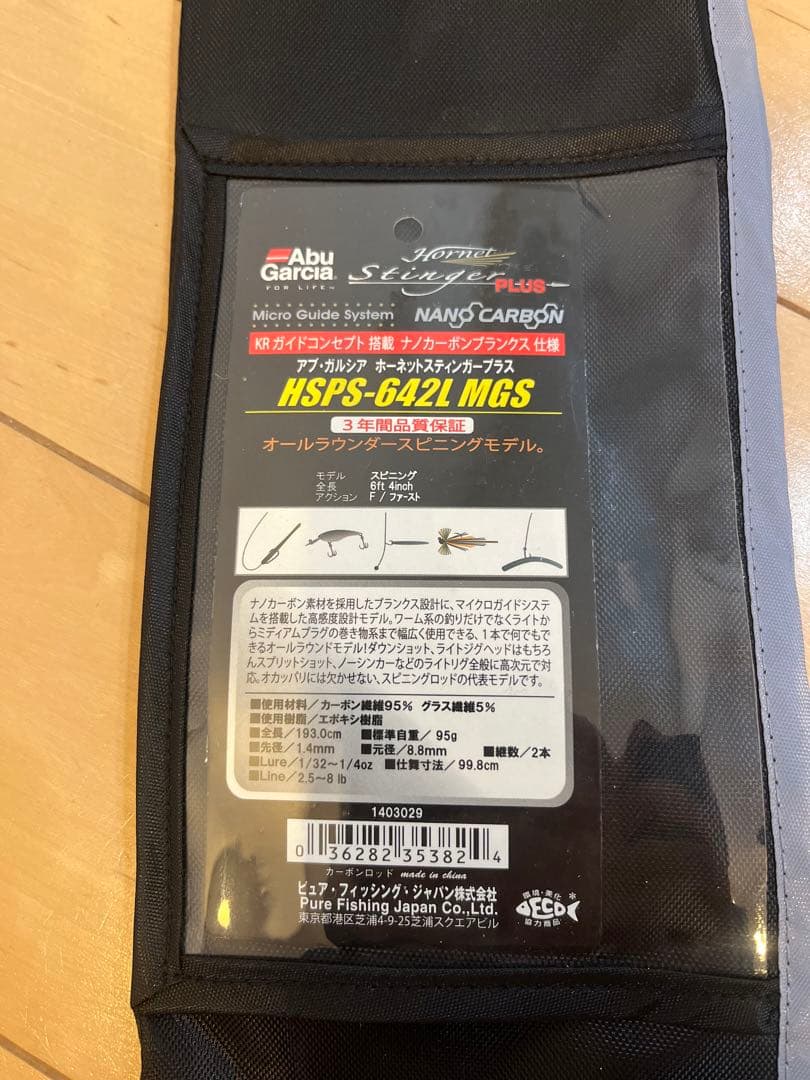 Abu
Garcia
FOR LIFE™
Hornet
Stinger
PLUS
Micro Guide System
NANO CARBON
KRガイドコンセプト搭載 ナノカーボンブランクス仕様
アブ・ガルシア ホーネットスティンガープラス
HSPS-642L MGS
3年間品質保証
オールラウンダースピニングモデル。
モデル スピニング
全長 6ft 4inch
アクション F / ファースト
ナノカーボン素材を採用したブランクス設計に、マイクロガイドシステ
ムを搭載した高感度設計モデル。ワーム系の釣りだけでなくライトか
らミディアムプラグの巻き物系まで幅広く使用できる、1本で何でもで
きるオールラウンドモデル!ダウンショット、ライトジグヘッドはもちろ
んスプリットショット、ノーシンカーなどのライトリグ全般に高次元で対
応。オカッパリには欠かせない、スピニングロッドの代表モデルです。
■使用材料/カーボン繊維95% グラス繊維5%
■使用樹脂/エポキシ樹脂
■全長/193.0cm ■標準自重/95g
■先径/1.4mm ■元径/8.8mm ■継数/2本
■Lure/1/32～1/4oz ■仕舞寸法/99.8cm
■Line/2.5～8 lb
1403029
0 36282 35382 4
カーボンロッド made in china
ピュア・フィッシング・ジャパン株式会社
Pure Fishing Japan Co.,Ltd.
東京都港区芝浦4-9-25芝浦スクエアビル
環境・美化
ECO
協力商品